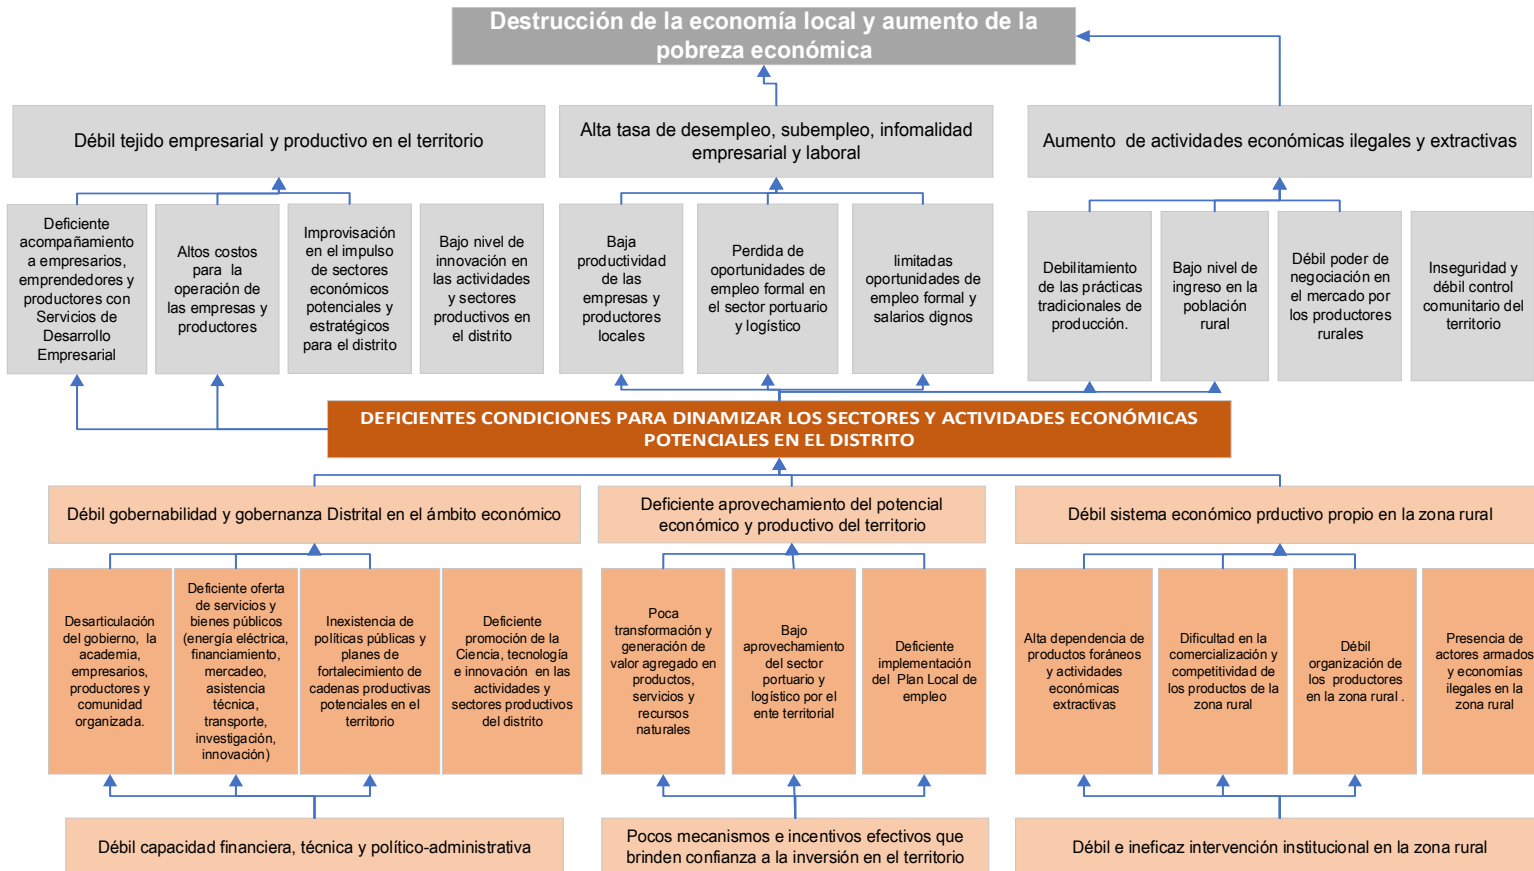 Destrucción de la economía local y aumento de la
pobreza económica
Débil tejido empresarial y productivo en el territorio
Alta tasa de desempleo, subempleo, infomalidad
empresarial y laboral
Aumento de actividades económicas ilegales y extractivas
Deficiente
acompañamiento
a empresarios,
emprendedores y
productores con
Servicios de
Desarrollo
Empresarial
Altos costos
para la
operación de
las empresas y
productores
Improvisación
en el impulso
de sectores
económicos
potenciales y
estratégicos
para el distrito
Bajo nivel de
innovación en
las actividades
y sectores
productivos en
el distrito
Baja
productividad
de las
empresas y
productores
locales
Perdida de
oportunidades de
empleo formal en
el sector portuario
y logístico
limitadas
oportunidades de
empleo formal y
salarios dignos
Debilitamiento
de las prácticas
tradicionales de
producción.
Bajo nivel de
ingreso en la
población
rural
Débil poder de
negociación en
el mercado por
los productores
rurales
Inseguridad y
débil control
comunitario del
territorio
DEFICIENTES CONDICIONES PARA DINAMIZAR LOS SECTORES Y ACTIVIDADES ECONÓMICAS
POTENCIALES EN EL DISTRITO
Débil gobernabilidad y gobernanza Distrital en el ámbito económico
Deficiente aprovechamiento del potencial
económico y productivo del territorio
Débil sistema económico prductivo propio en la zona rural
Desarticulación
del gobierno, la
academia,
empresarios,
productores y
comunidad
organizada.
Deficiente oferta
de servicios y
bienes públicos
(energía eléctrica,
financiamiento,
mercadeo,
asistencia
técnica,
transporte,
investigación,
innovación)
Inexistencia de
políticas públicas y
planes de
fortalecimiento de
cadenas productivas
potenciales en el
territorio
Deficiente
promoción de la
Ciencia, tecnología
e innovación en las
actividades y
sectores productivos
del distrito
Poca
transformación y
generación de
valor agregado en
productos,
servicios y
recursos
naturales
Bajo
aprovechamiento
del sector
portuario y
logístico por el
ente territorial
Deficiente
implementación
del Plan Local de
empleo
Alta dependencia de
productos foráneos
y actividades
económicas
extractivas
Dificultad en la
comercialización y
competitividad de
los productos de la
zona rural
Débil
organización de
los productores
en la zona rural .
Presencia de
actores armados
y economías
ilegales en la
zona rural
Débil capacidad financiera, técnica y político-administrativa
Pocos mecanismos e incentivos efectivos que
brinden confianza a la inversión en el territorio
Débil e ineficaz intervención institucional en la zona rural